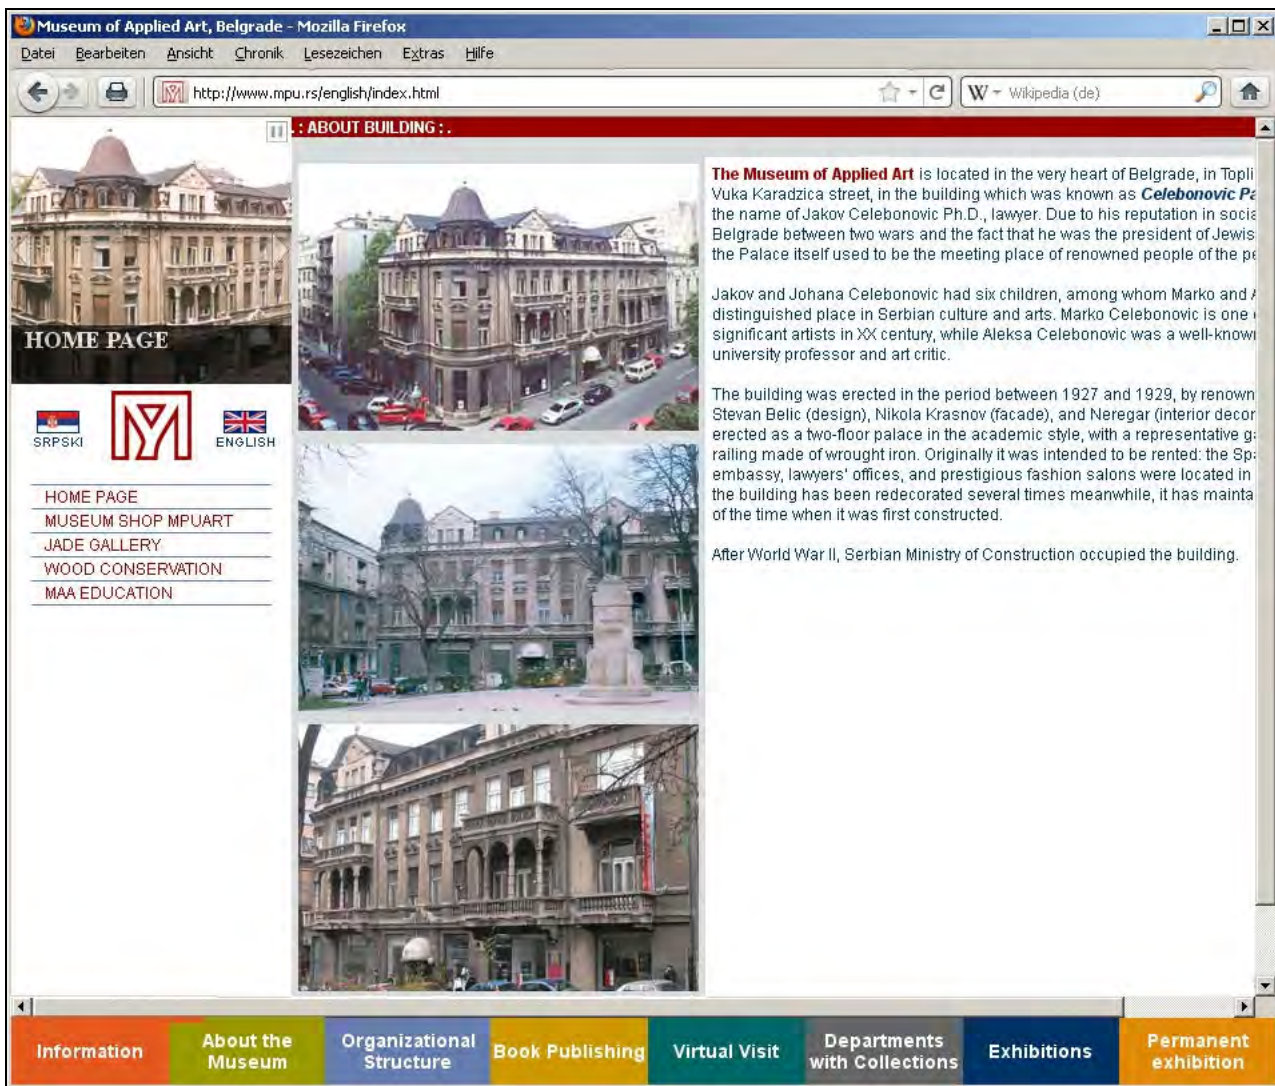 Museum of Applied Art, Belgrade - Mozilla Firefox
Datei Bearbeiten Ansicht Chronik Lesezeichen Extras Hilfe
http://www.mpu.rs/english/index.html
W Wikipedia (de)
.: ABOUT BUILDING :.
HOME PAGE
SRPSKI
ENGLISH
HOME PAGE
MUSEUM SHOP MPUART
JADE GALLERY
WOOD CONSERVATION
MAA EDUCATION
The Museum of Applied Art is located in the very heart of Belgrade, in Topli
Vuka Karadzica street, in the building which was known as Celebonovic Pa
the name of Jakov Celebonovic Ph.D., lawyer. Due to his reputation in socia
Belgrade between two wars and the fact that he was the president of Jewis
the Palace itself used to be the meeting place of renowned people of the pe
Jakov and Johana Celebonovic had six children, among whom Marko and A
distinguished place in Serbian culture and arts. Marko Celebonovic is one
significant artists in XX century, while Aleksa Celebonovic was a well-known
university professor and art critic.
The building was erected in the period between 1927 and 1929, by renown
Stevan Belic (design), Nikola Krasnov (facade), and Neregar (interior decor
erected as a two-floor palace in the academic style, with a representative ga
railing made of wrought iron. Originally it was intended to be rented: the Spa
embassy, lawyers' offices, and prestigious fashion salons were located in
the building has been redecorated several times meanwhile, it has mainta
of the time when it was first constructed.
After World War II, Serbian Ministry of Construction occupied the building.
Information
About the
Museum
Organizational
Structure
Book Publishing
Virtual Visit
Departments
with Collections
Exhibitions
Permanent
exhibition